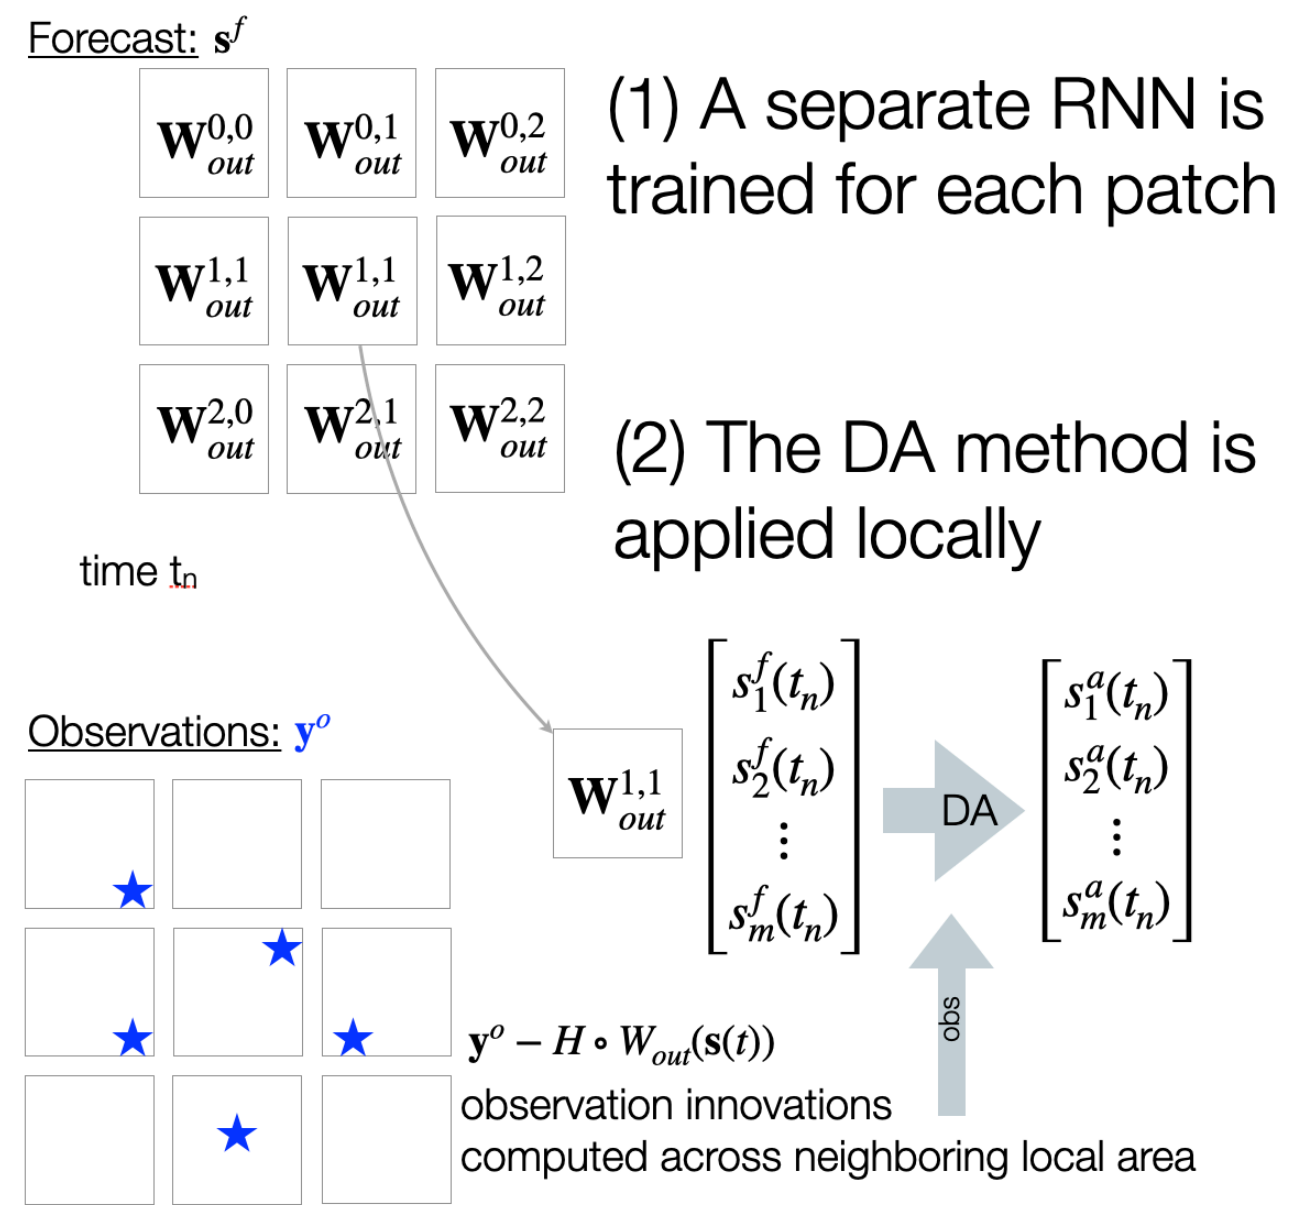 Forecast: s^f
W^{0,0}_{out} W^{0,1}_{out} W^{0,2}_{out}
W^{1,1}_{out} W^{1,1}_{out} W^{1,2}_{out}
W^{2,0}_{out} W^{2,1}_{out} W^{2,2}_{out}
(1) A separate RNN is
trained for each patch
(2) The DA method is
applied locally
time t_n
Observations: y^o
W^{1,1}_{out}
s^f_1(t_n)
s^f_2(t_n)
⋮
s^f_m(t_n)
DA
s^a_1(t_n)
s^a_2(t_n)
⋮
s^a_m(t_n)
obs
y^o − H ∘ W_{out}(s(t))
observation innovations
computed across neighboring local area